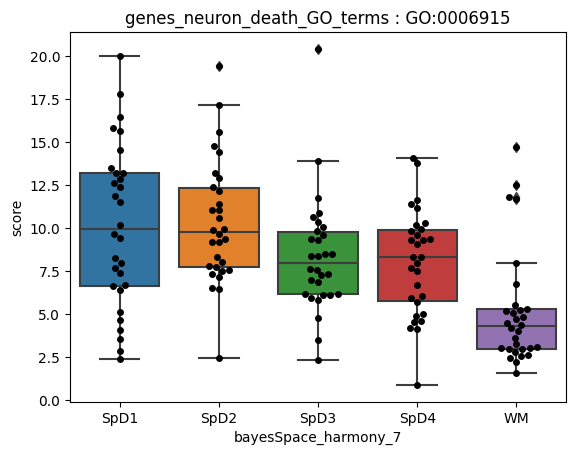 genes_neuron_death_GO_terms : GO:0006915
20.0
17.5
15.0
12.5
10.0
7.5
5.0
2.5
0.0
score
SpD1 SpD2 SpD3 SpD4 WM
bayesSpace_harmony_7